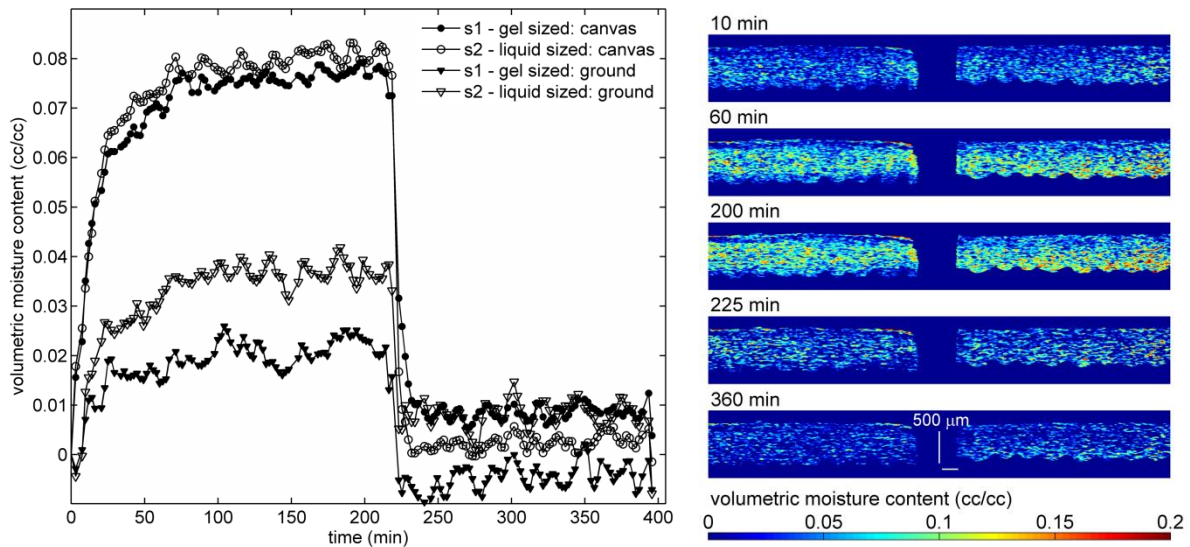 s1 - gel sized: canvas
s2 - liquid sized: canvas
s1 - gel sized: ground
s2 - liquid sized: ground
0.08
0.07
0.06
0.05
0.04
0.03
0.02
0.01
0
volumetric moisture content (cc/cc)
0 50 100 150 200 250 300 350 400
time (min)
10 min
60 min
200 min
225 min
360 min
500 µm
volumetric moisture content (cc/cc)
0 0.05 0.1 0.15 0.2